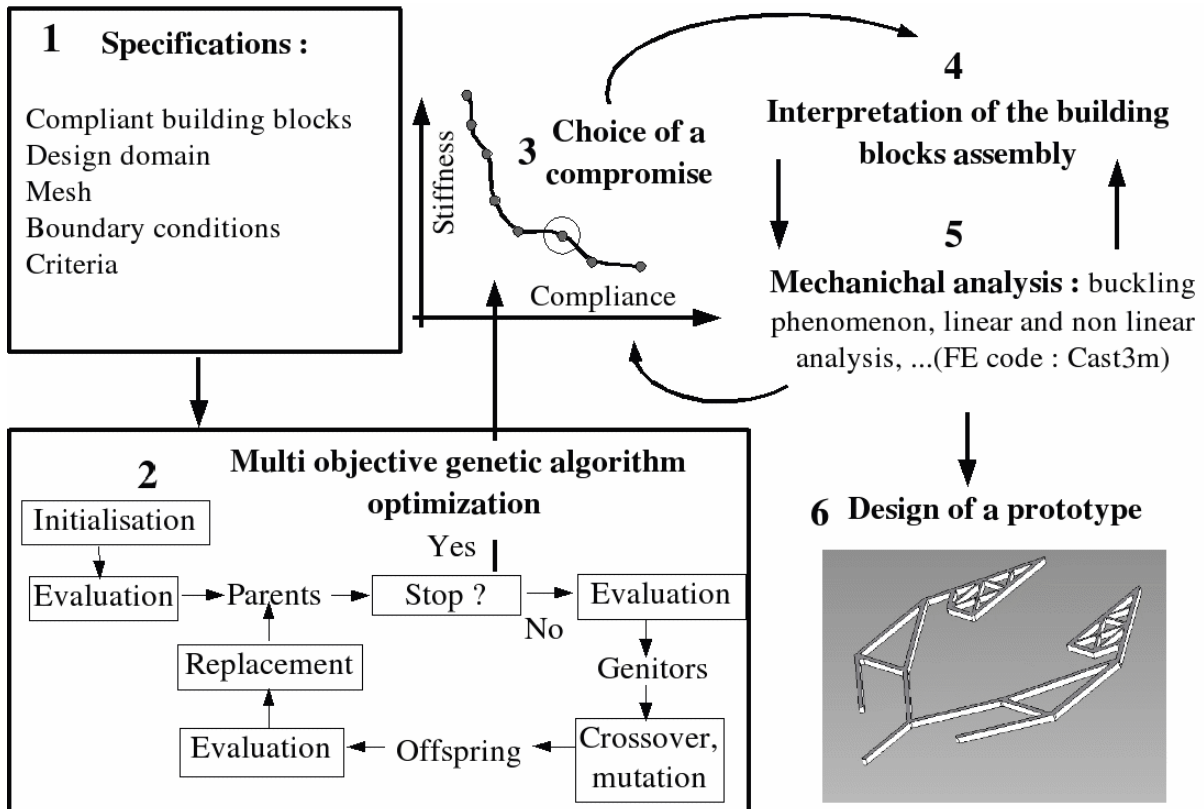 1 Specifications :
Compliant building blocks
Design domain
Mesh
Boundary conditions
Criteria
Stiffness
Compliance
3 Choice of a
compromise
4
Interpretation of the building
blocks assembly
5
Mechanichal analysis : buckling
phenomenon, linear and non linear
analysis, ...(FE code : Cast3m)
2 Multi objective genetic algorithm
optimization
Initialisation
Yes
Evaluation
Parents
Stop ?
Evaluation
No
Replacement
Genitors
Evaluation
Offspring
Crossover,
mutation
6 Design of a prototype